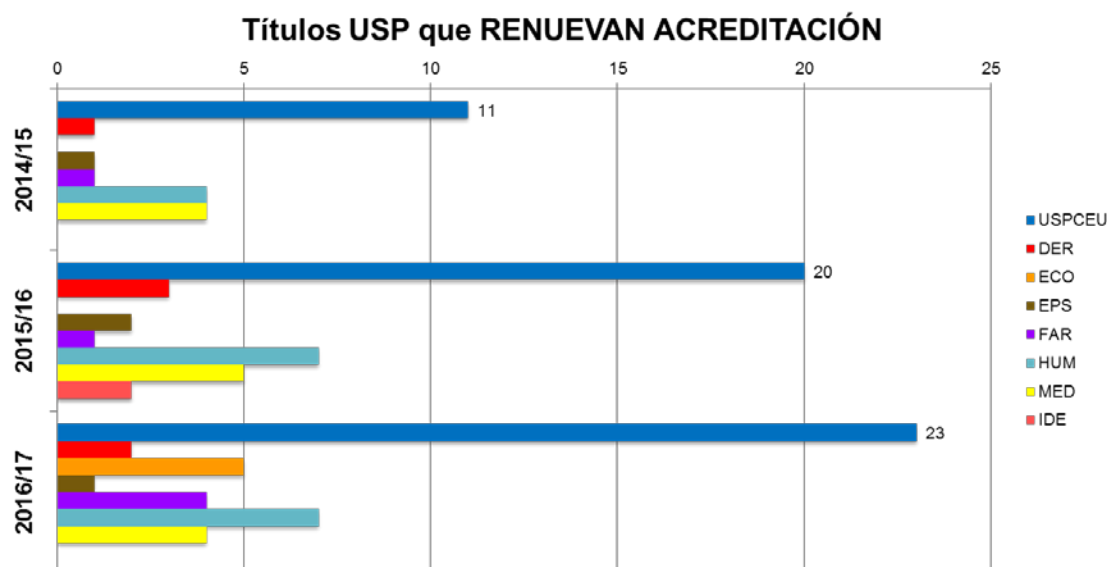 Títulos USP que RENUEVAN ACREDITACIÓN
0 5 10 15 20 25
2014/15
11
2015/16
20
2016/17
23
USPCEU
DER
ECO
EPS
FAR
HUM
MED
IDE